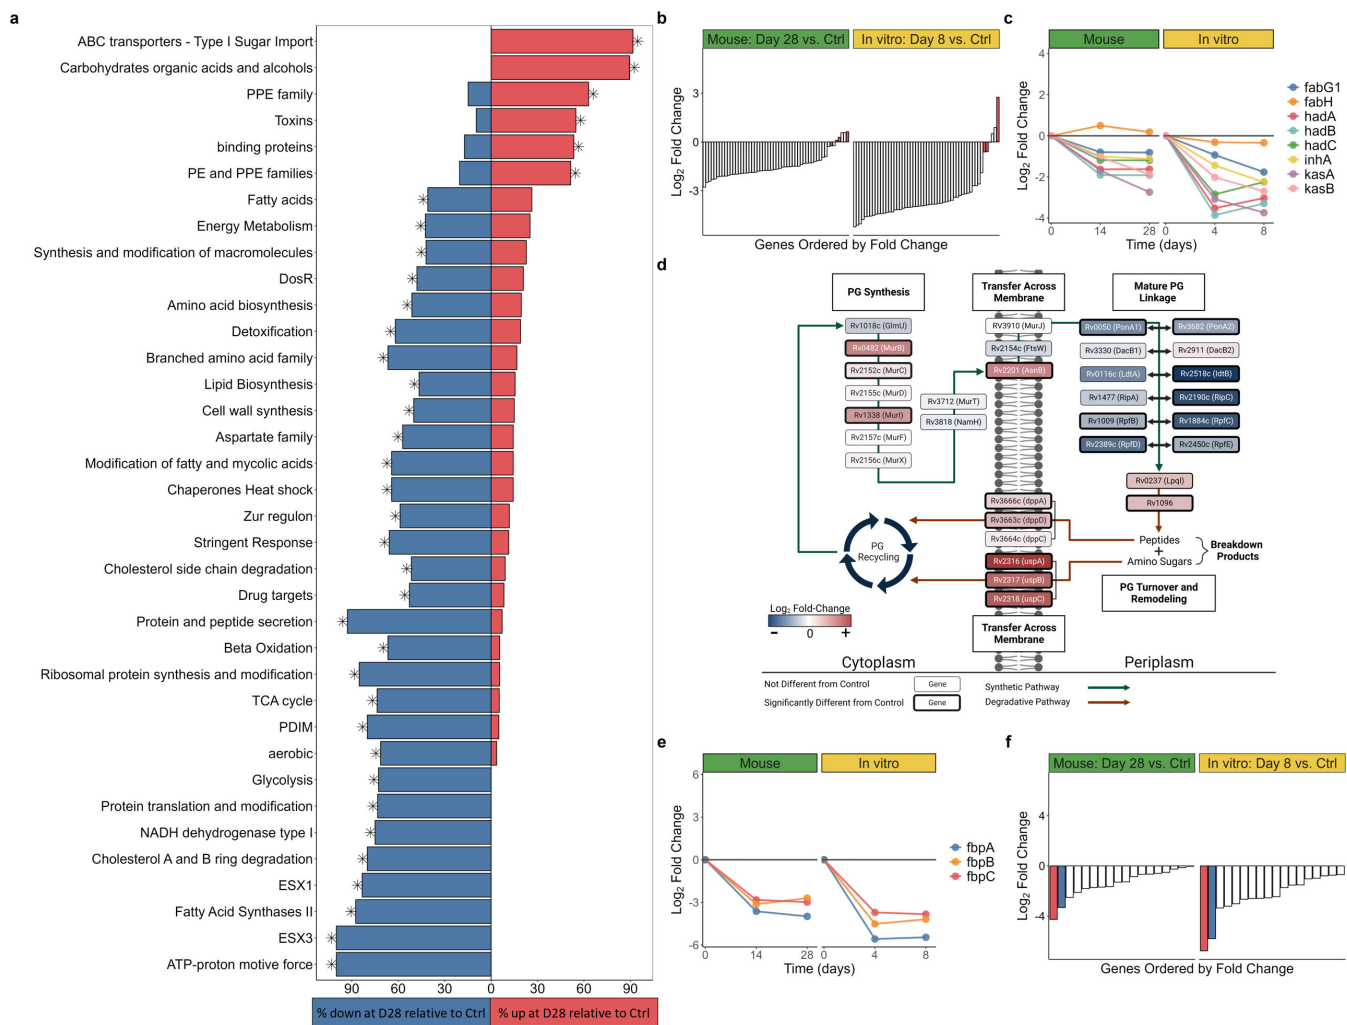 a
ABC transporters - Type I Sugar Import
Carbohydrates organic acids and alcohols
PPE family
Toxins
binding proteins
PE and PPE families
Fatty acids
Energy Metabolism
Synthesis and modification of macromolecules
DosR
Amino acid biosynthesis
Detoxification
Branched amino acid family
Lipid Biosynthesis
Cell wall synthesis
Aspartate family
Modification of fatty and mycolic acids
Chaperones Heat shock
Zur regulon
Stringent Response
Cholesterol side chain degradation
Drug targets
Protein and peptide secretion
Beta Oxidation
Ribosomal protein synthesis and modification
TCA cycle
PDIM
aerobic
Glycolysis
Protein translation and modification
NADH dehydrogenase type I
Cholesterol A and B ring degradation
ESX1
Fatty Acid Synthases II
ESX3
ATP-proton motive force
90 60 30 0 30 60 90
% down at D28 relative to Ctrl
% up at D28 relative to Ctrl
b
Mouse: Day 28 vs. Ctrl
In vitro: Day 8 vs. Ctrl
Log2 Fold Change
3
0
-3
Genes Ordered by Fold Change
c
Mouse
In vitro
Log2 Fold Change
4
2
0
-2
-4
0 14 28 0 4 8
Time (days)
fabG1
fabH
hadA
hadB
hadC
inhA
kasA
kasB
d
PG Synthesis
Transfer Across
Membrane
Mature PG
Linkage
Rv1018c (GlmU)
Rv0482 (MurB)
Rv2152c (MurC)
Rv2155c (MurD)
Rv1338 (MurI)
Rv2157c (MurF)
Rv2156c (MurX)
Rv3712 (MurT)
Rv3818 (NamH)
RV3910 (MurJ)
Rv2154c (FtsW)
Rv2201 (AsnB)
Rv0050 (PonA1)
Rv3682 (PonA2)
Rv3330 (DacB1)
Rv2911 (DacB2)
Rv0116c (LdtA)
Rv2518c (ldtB)
Rv1477 (RipA)
Rv2190c (RipC)
Rv1009 (RpfB)
Rv1884c (RpfC)
Rv2389c (RpfD)
Rv2450c (RpfE)
Rv0237 (LpqI)
Rv1096
Rv3666c (dppA)
Rv3663c (dppD)
Rv3664c (dppC)
Rv2316 (uspA)
Rv2317 (uspB)
Rv2318 (uspC)
PG
Recycling
Peptides
+
Amino Sugars
Breakdown
Products
PG Turnover and
Remodeling
Log2 Fold-Change
- 0 +
Transfer Across
Membrane
Cytoplasm
Periplasm
Not Different from Control
Gene
Synthetic Pathway
Significantly Different from Control
Gene
Degradative Pathway
e
Mouse
In vitro
Log2 Fold Change
6
3
0
-3
-6
0 14 28 0 4 8
Time (days)
fbpA
fbpB
fbpC
f
Mouse: Day 28 vs. Ctrl
In vitro: Day 8 vs. Ctrl
Log2 Fold Change
4
0
-4
Genes Ordered by Fold Change